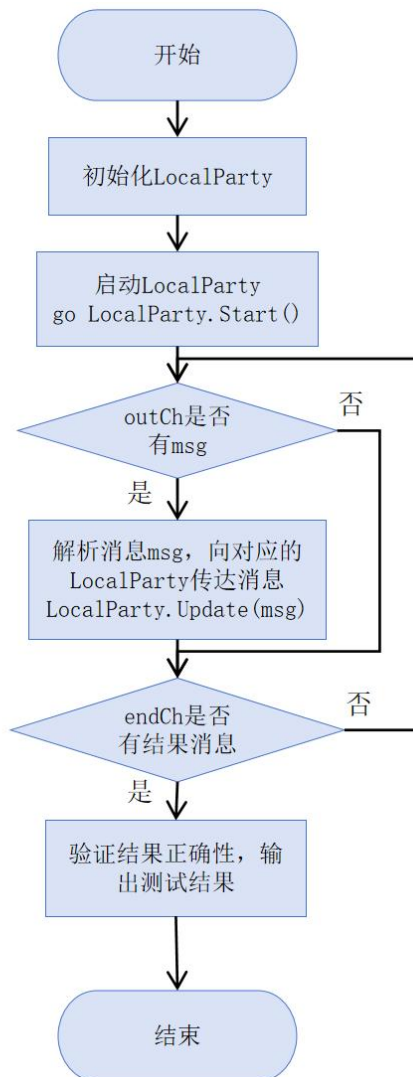 开始
初始化LocalParty
启动LocalParty
go LocalParty.Start()
outCh是否
有msg
否
是
解析消息msg，向对应的
LocalParty传达消息
LocalParty.Update(msg)
endCh是否
有结果消息
否
是
验证结果正确性，输
出测试结果
结束